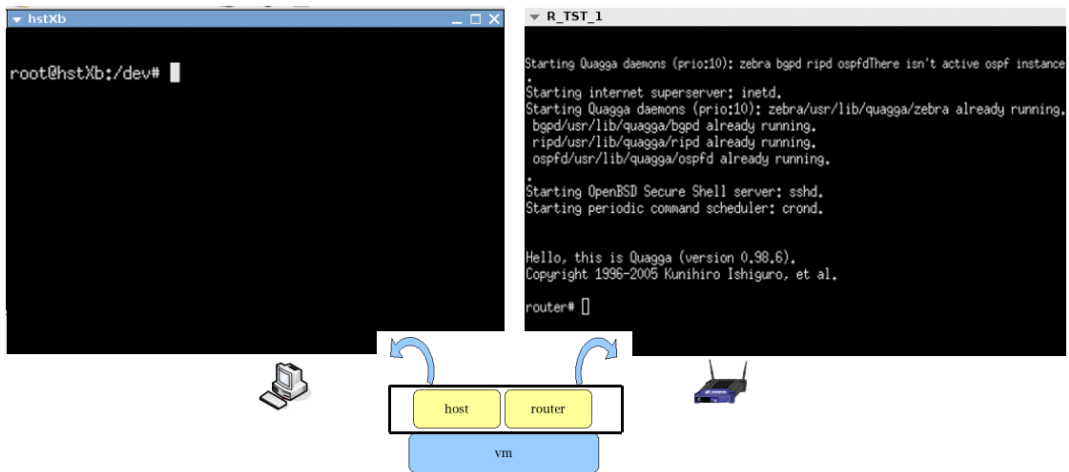 hstXb
root@hstXb:/dev#
R_TST_1
Starting Quagga daemons (prio:10): zebra bgpd ripd ospfdThere isn't active ospf instance
.
Starting internet superserver: inetd.
Starting Quagga daemons (prio:10): zebra/usr/lib/quagga/zebra already running.
bgpd/usr/lib/quagga/bgpd already running.
ripd/usr/lib/quagga/ripd already running.
ospfd/usr/lib/quagga/ospfd already running.
.
Starting OpenBSD Secure Shell server: sshd.
Starting periodic command scheduler: crond.
Hello, this is Quagga (version 0.98.6).
Copyright 1996-2005 Kunihiro Ishiguro, et al.
router#
host
router
vm